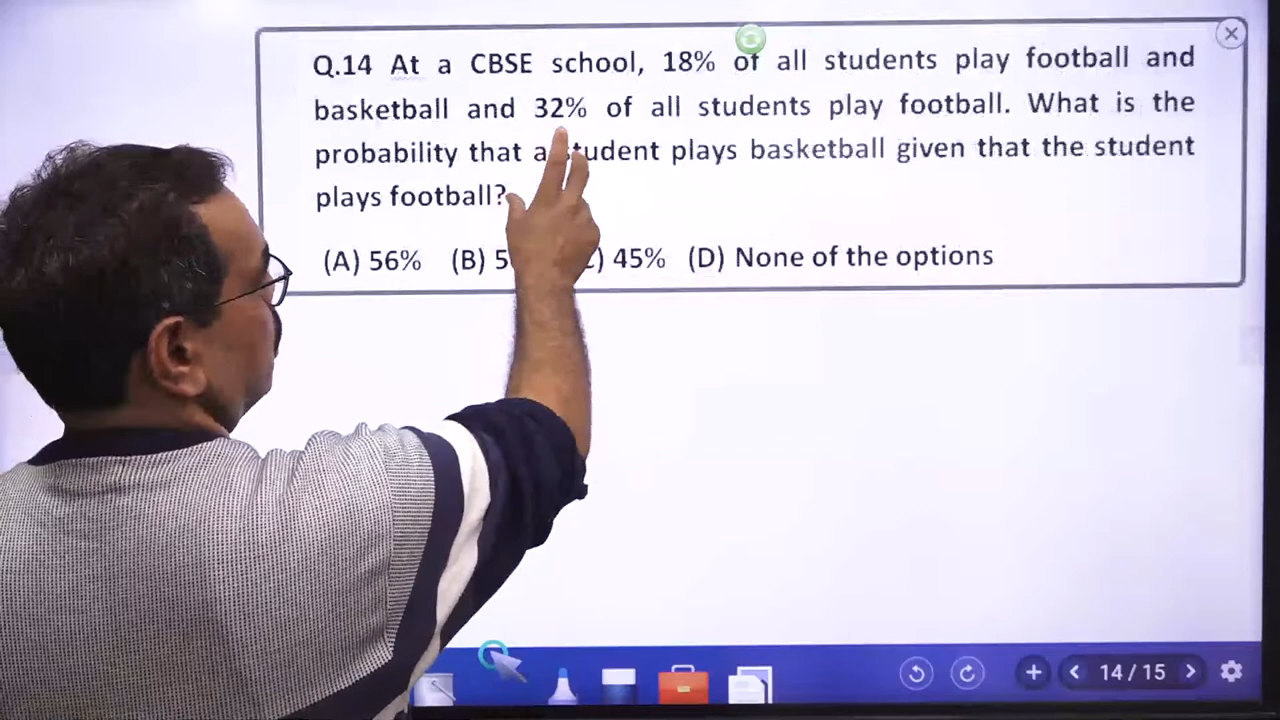 Q.14 At a CBSE school, 18% of all students play football and
basketball and 32% of all students play football. What is the
probability that a student plays basketball given that the student
plays football?
(A) 56% (B) 5 ) 45% (D) None of the options
14 / 15